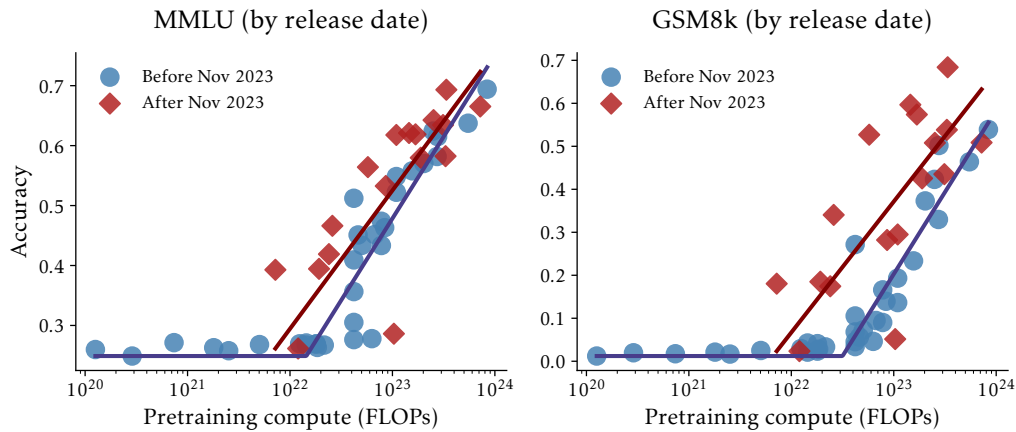 MMLU (by release date)
Before Nov 2023
After Nov 2023
Accuracy
0.7
0.6
0.5
0.4
0.3
10^20
10^21
10^22
10^23
10^24
Pretraining compute (FLOPs)
GSM8k (by release date)
Before Nov 2023
After Nov 2023
0.7
0.6
0.5
0.4
0.3
0.2
0.1
0.0
10^20
10^21
10^22
10^23
10^24
Pretraining compute (FLOPs)